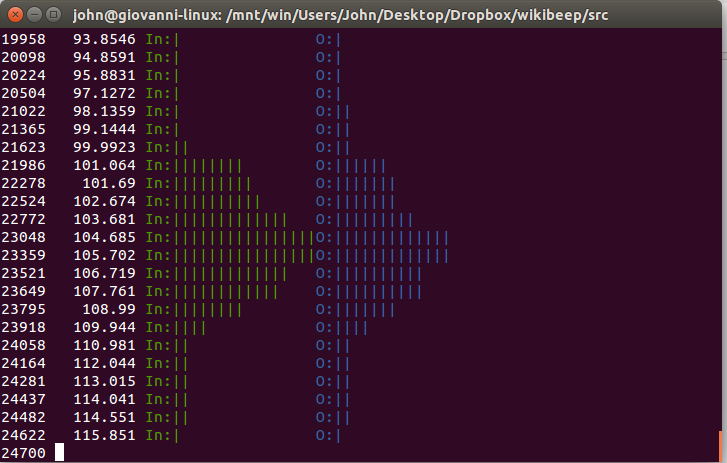 john@giovanni-linux: /mnt/win/Users/John/Desktop/Dropbox/wikibeep/src
19958   93.8546 In:|               O:|
20098   94.8591 In:|               O:|
20224   95.8831 In:|               O:|
20504   97.1272 In:|               O:|
21022   98.1359 In:|               O:||
21365   99.1444 In:|               O:||
21623   99.9923 In:||              O:||
21986   101.064 In:||||||||        O:||||||
22278    101.69 In:|||||||||       O:|||||||
22524   102.674 In:||||||||||      O:|||||||
22772   103.681 In:|||||||||||||   O:|||||||||
23048   104.685 In:||||||||||||||||O:|||||||||||||
23359   105.702 In:||||||||||||||||O:|||||||||||||
23521   106.719 In:|||||||||||||   O:||||||||||
23649   107.761 In:||||||||||||    O:||||||||||
23795    108.99 In:||||||||        O:|||||||
23918   109.944 In:||||            O:||||
24058   110.981 In:||              O:||
24164   112.044 In:||              O:||
24281   113.015 In:||              O:||
24437   114.041 In:||              O:||
24482   114.551 In:||              O:||
24622   115.851 In:|               O:|
24700